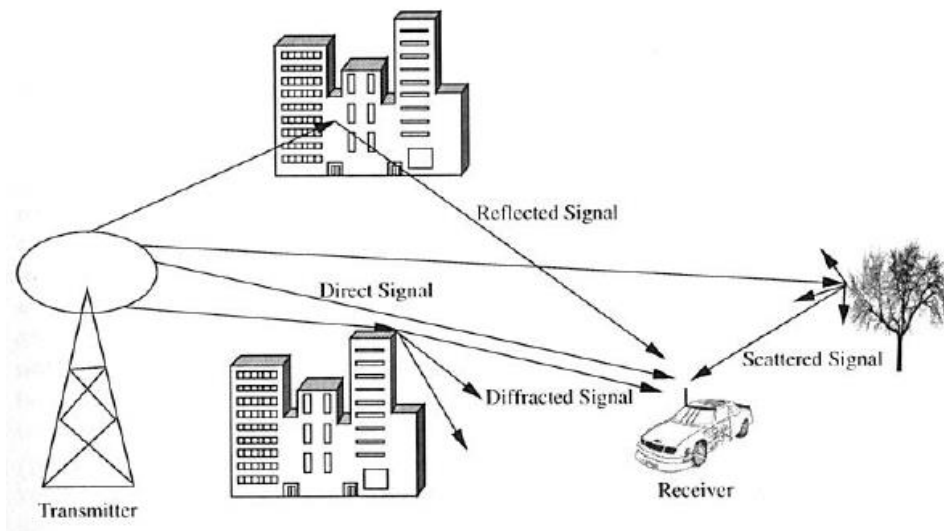 Reflected Signal
Direct Signal
Scattered Signal
Diffracted Signal
Receiver
Transmitter